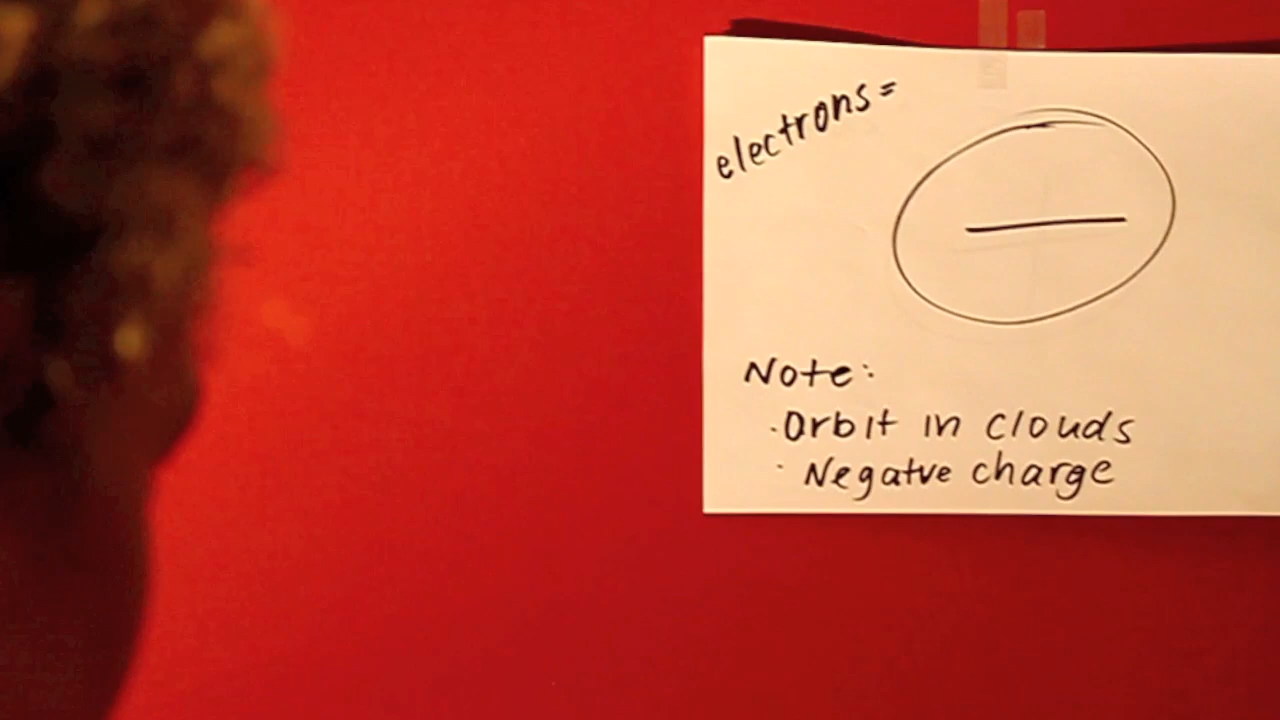 electrons =
—
Note:
· Orbit in clouds
· Negatve charge